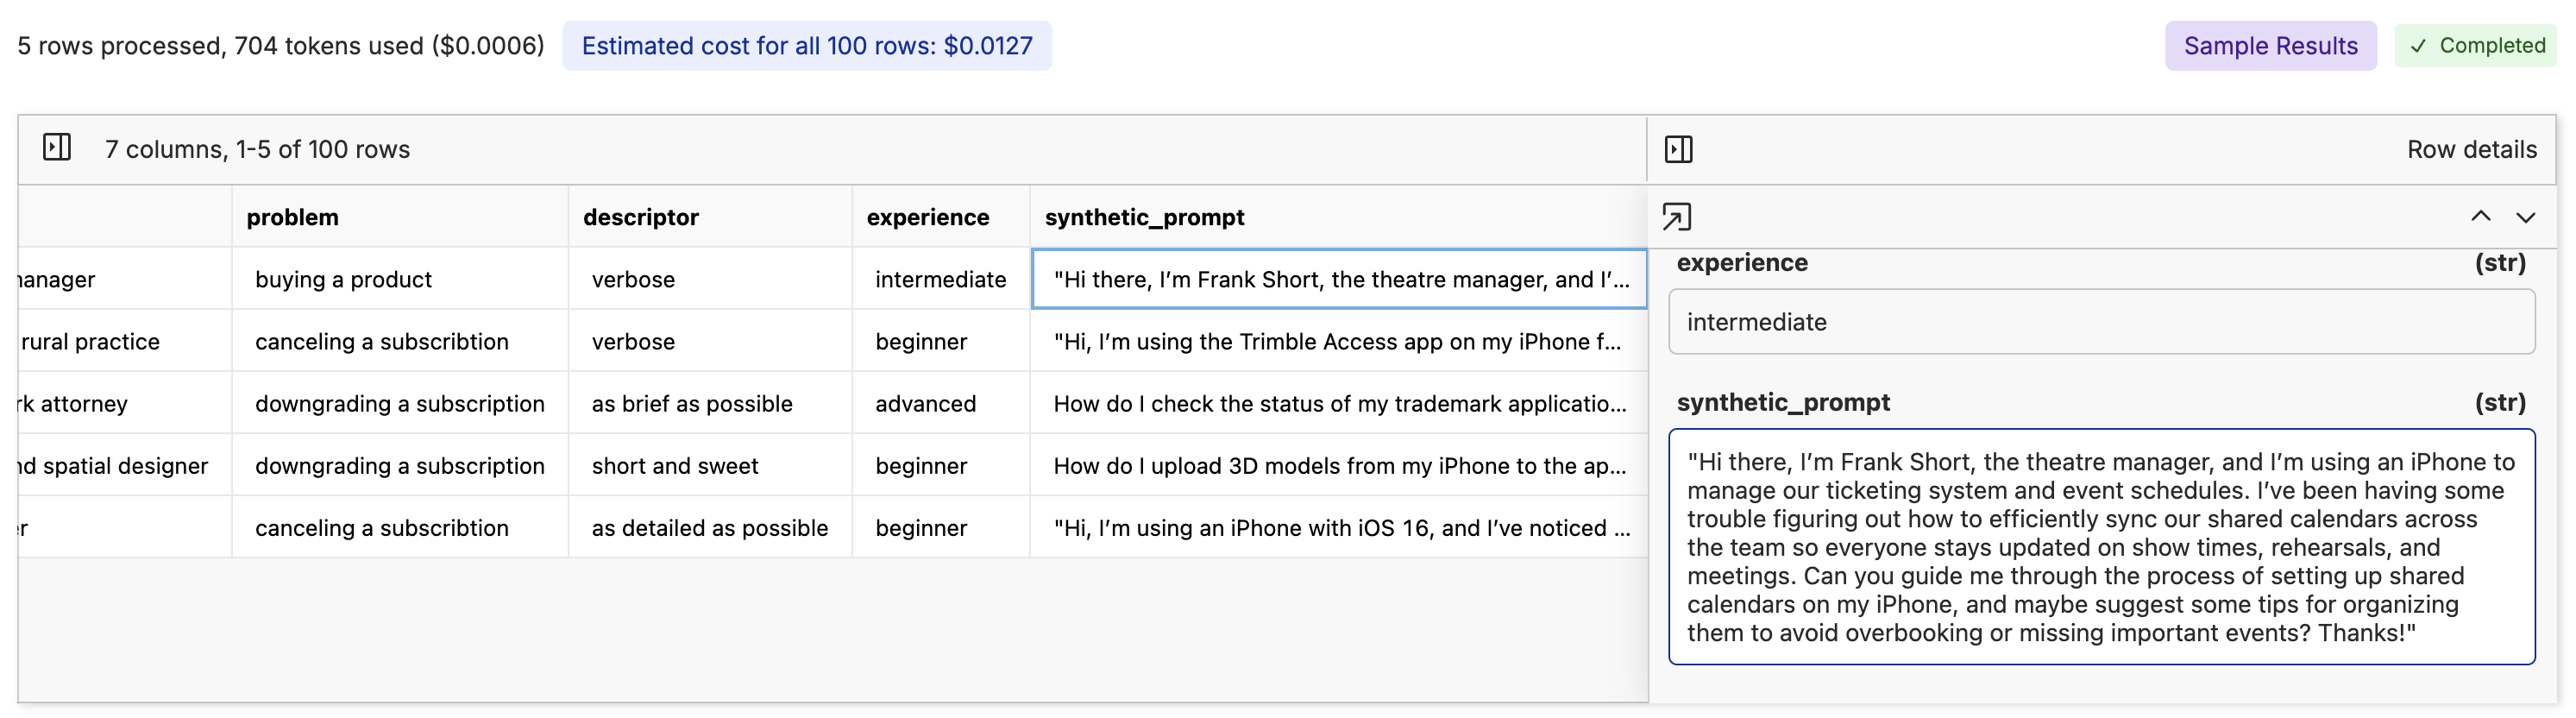 5 rows processed, 704 tokens used ($0.0006)
Estimated cost for all 100 rows: $0.0127
Sample Results
✓ Completed
7 columns, 1-5 of 100 rows
Row details
problem descriptor experience synthetic_prompt
anager buying a product verbose intermediate "Hi there, I’m Frank Short, the theatre manager, and I’...
rural practice canceling a subscribtion verbose beginner "Hi, I’m using the Trimble Access app on my iPhone f...
rk attorney downgrading a subscription as brief as possible advanced How do I check the status of my trademark applicatio...
nd spatial designer downgrading a subscription short and sweet beginner How do I upload 3D models from my iPhone to the ap...
er canceling a subscribtion as detailed as possible beginner "Hi, I’m using an iPhone with iOS 16, and I’ve noticed ...
experience (str)
intermediate
synthetic_prompt (str)
"Hi there, I’m Frank Short, the theatre manager, and I’m using an iPhone to
manage our ticketing system and event schedules. I’ve been having some
trouble figuring out how to efficiently sync our shared calendars across
the team so everyone stays updated on show times, rehearsals, and
meetings. Can you guide me through the process of setting up shared
calendars on my iPhone, and maybe suggest some tips for organizing
them to avoid overbooking or missing important events? Thanks!"